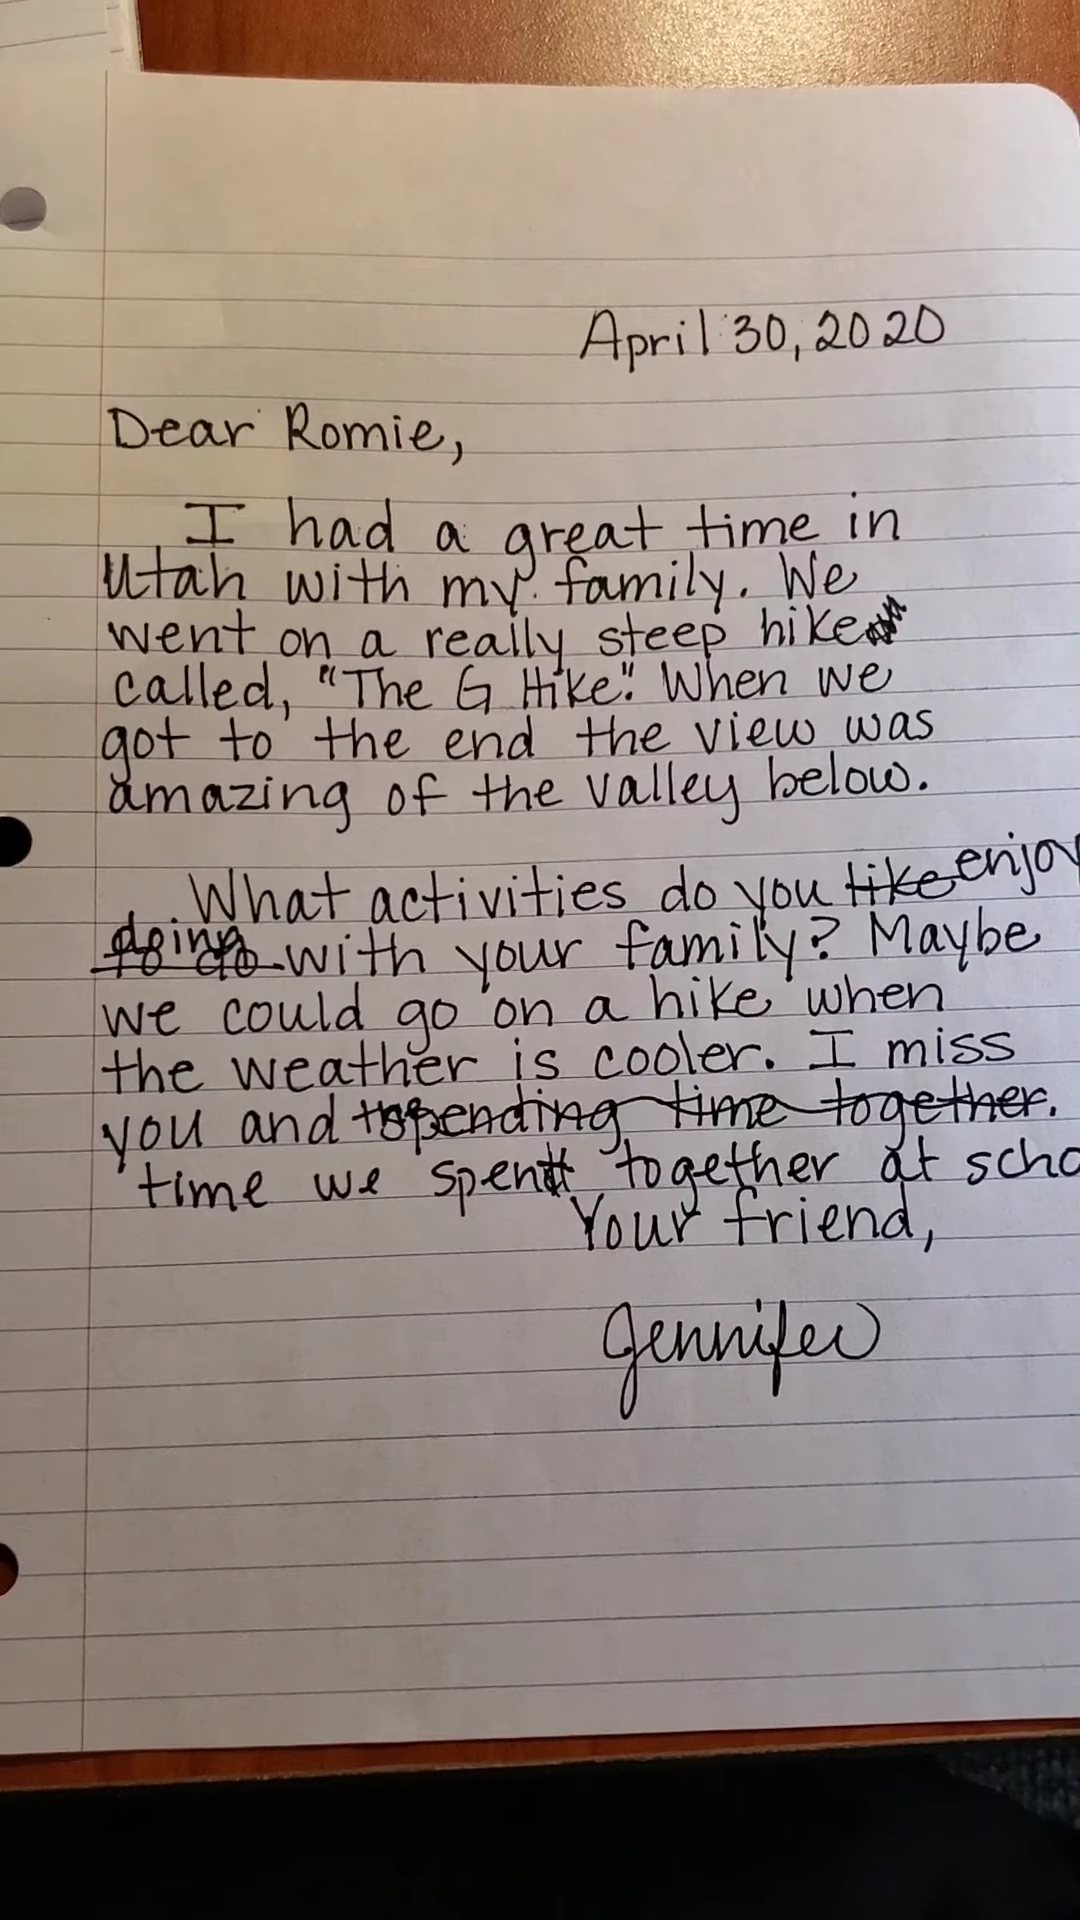 April 30, 2020
Dear Romie,
I had a great time in
Utah with my family. We
went on a really steep hike
called, "The G Hike". When we
got to the end the view was
amazing of the valley below.
What activities do you like enjoy
doing to do with your family? Maybe
we could go on a hike when
the weather is cooler. I miss
you and spending time together.
time we spent together at scho
Your friend,
Jennifer